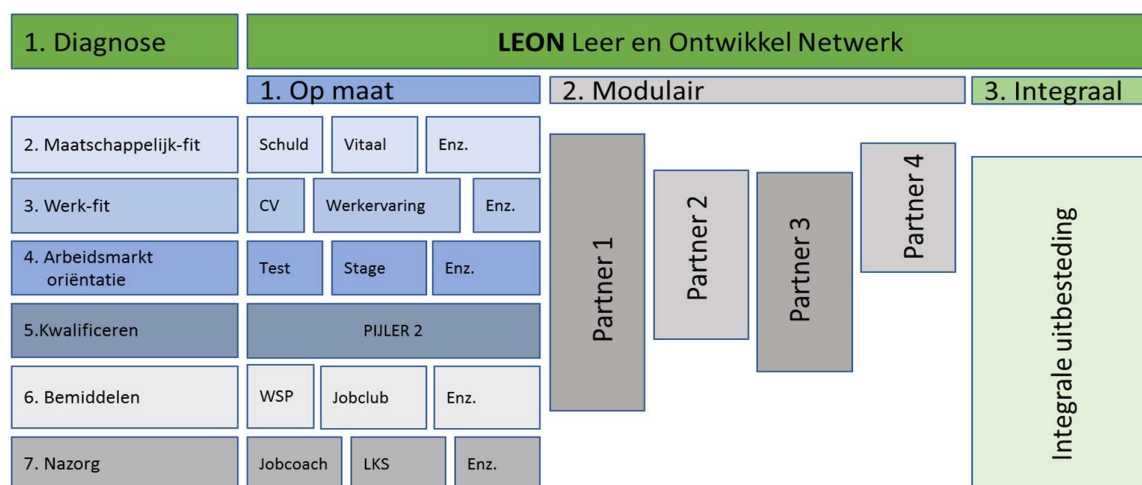 1. Diagnose
LEON Leer en Ontwikkel Netwerk
1. Op maat
2. Modulair
3. Integraal
2. Maatschappelijk-fit
Schuld
Vitaal
Enz.
3. Werk-fit
CV
Werkervaring
Enz.
4. Arbeidsmarkt
oriëntatie
Test
Stage
Enz.
5.Kwalificeren
PIJLER 2
6. Bemiddelen
WSP
Jobclub
Enz.
7. Nazorg
Jobcoach
LKS
Enz.
Partner 1
Partner 2
Partner 3
Partner 4
Integrale uitbesteding